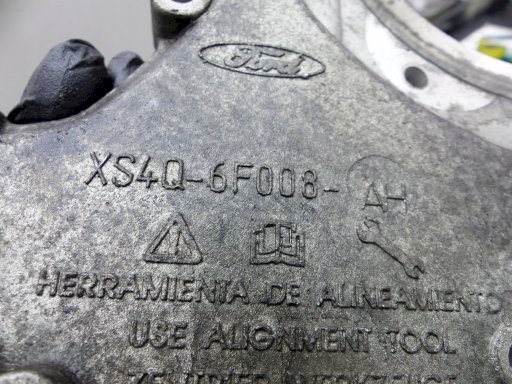 Ford
XS4Q-6F008-AH
HERRAMIENTA DE ALINEAMIENTO
USE ALIGNMENT TOOL